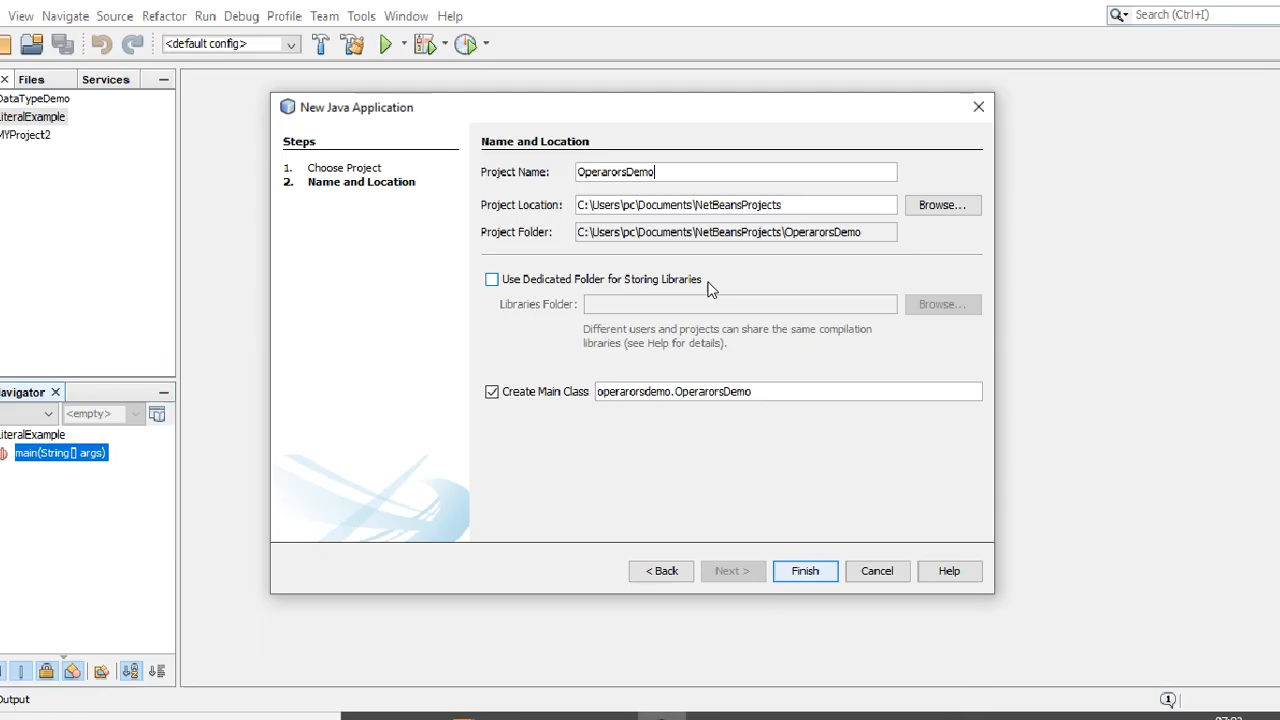 View Navigate Source Refactor Run Debug Profile Team Tools Window Help
Search (Ctrl+I)
<default config>
Files Services
DataTypeDemo
LiteralExample
MYProject2
New Java Application
Steps
1. Choose Project
2. Name and Location
Name and Location
Project Name: OperarorsDemo
Project Location: C:\Users\pc\Documents\NetBeansProjects Browse...
Project Folder: C:\Users\pc\Documents\NetBeansProjects\OperarorsDemo
Use Dedicated Folder for Storing Libraries
Libraries Folder: Browse...
Different users and projects can share the same compilation
libraries (see Help for details).
Create Main Class operarorsdemo.OperarorsDemo
< Back Next > Finish Cancel Help
Navigator
<empty>
LiteralExample
main(String[] args)
Output
1